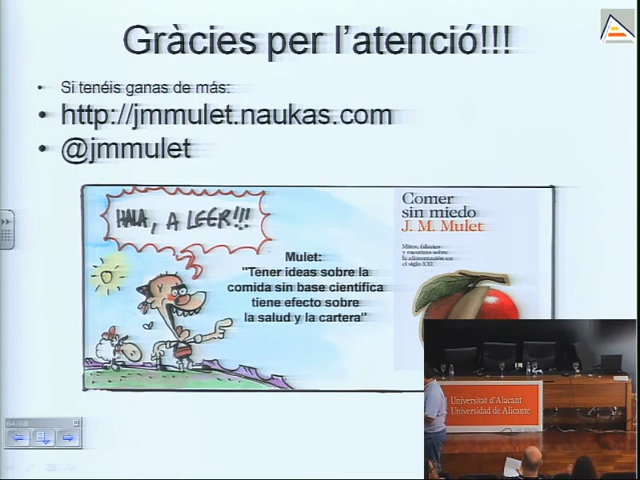 Gràcies per l'atenció!!!
• Si tenéis ganas de más:
• http://jmmulet.naukas.com
• @jmmulet
HALA, A LEER!!!
Mulet:
"Tener ideas sobre la
comida sin base científica
tiene efecto sobre
la salud y la cartera"
Comer
sin miedo
J. M. Mulet
Mitos, falacias
y mentiras sobre
la alimentación en
el siglo XXI
Universitat d'Alacant
Universidad de Alicante
64/68